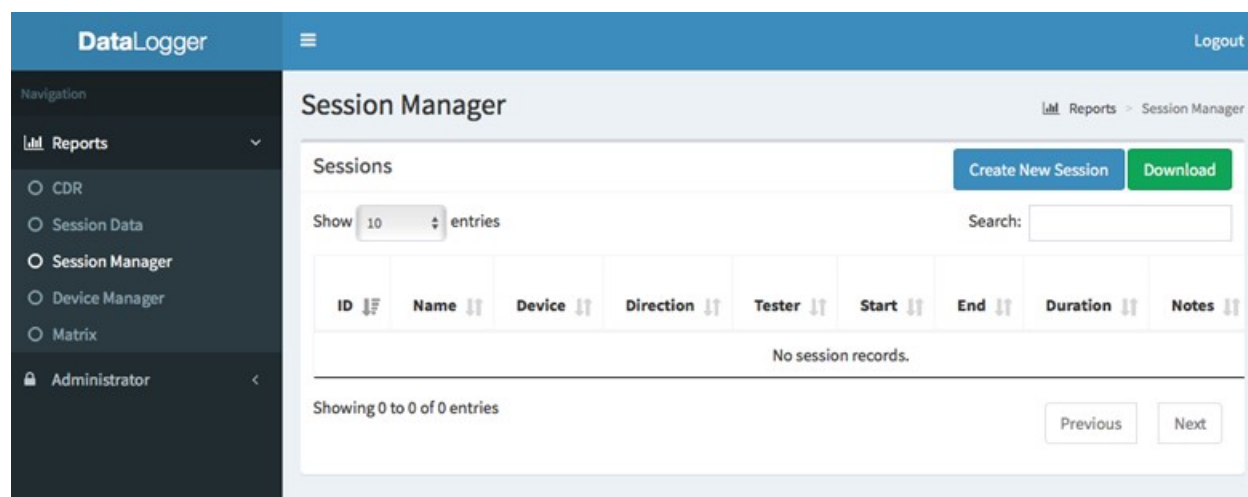 DataLogger
Logout
Navigation
Reports
CDR
Session Data
Session Manager
Device Manager
Matrix
Administrator
Session Manager
Reports > Session Manager
Sessions
Create New Session Download
Show 10 entries
Search:
ID Name Device Direction Tester Start End Duration Notes
No session records.
Showing 0 to 0 of 0 entries
Previous Next